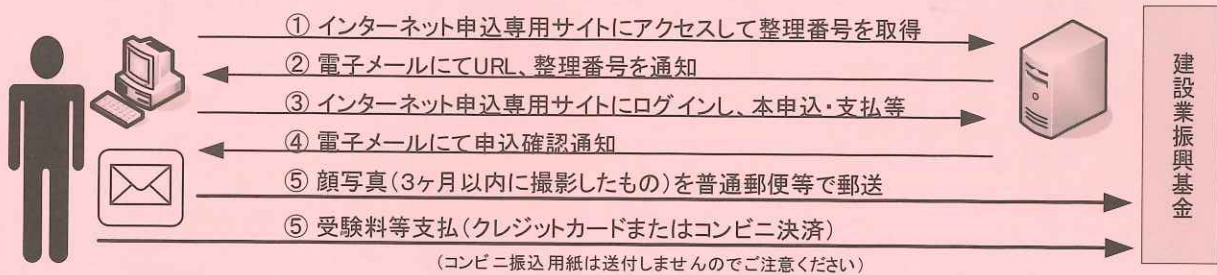 ① インターネット申込専用サイトにアクセスして整理番号を取得
② 電子メールにてURL、整理番号を通知
③ インターネット申込専用サイトにログインし、本申込・支払等
④ 電子メールにて申込確認通知
⑤ 顔写真(3ヶ月以内に撮影したもの)を普通郵便等で郵送
⑤ 受験料等支払(クレジットカードまたはコンビニ決済)
(コンビニ振込用紙は送付しませんのでご注意ください)
建設業振興基金